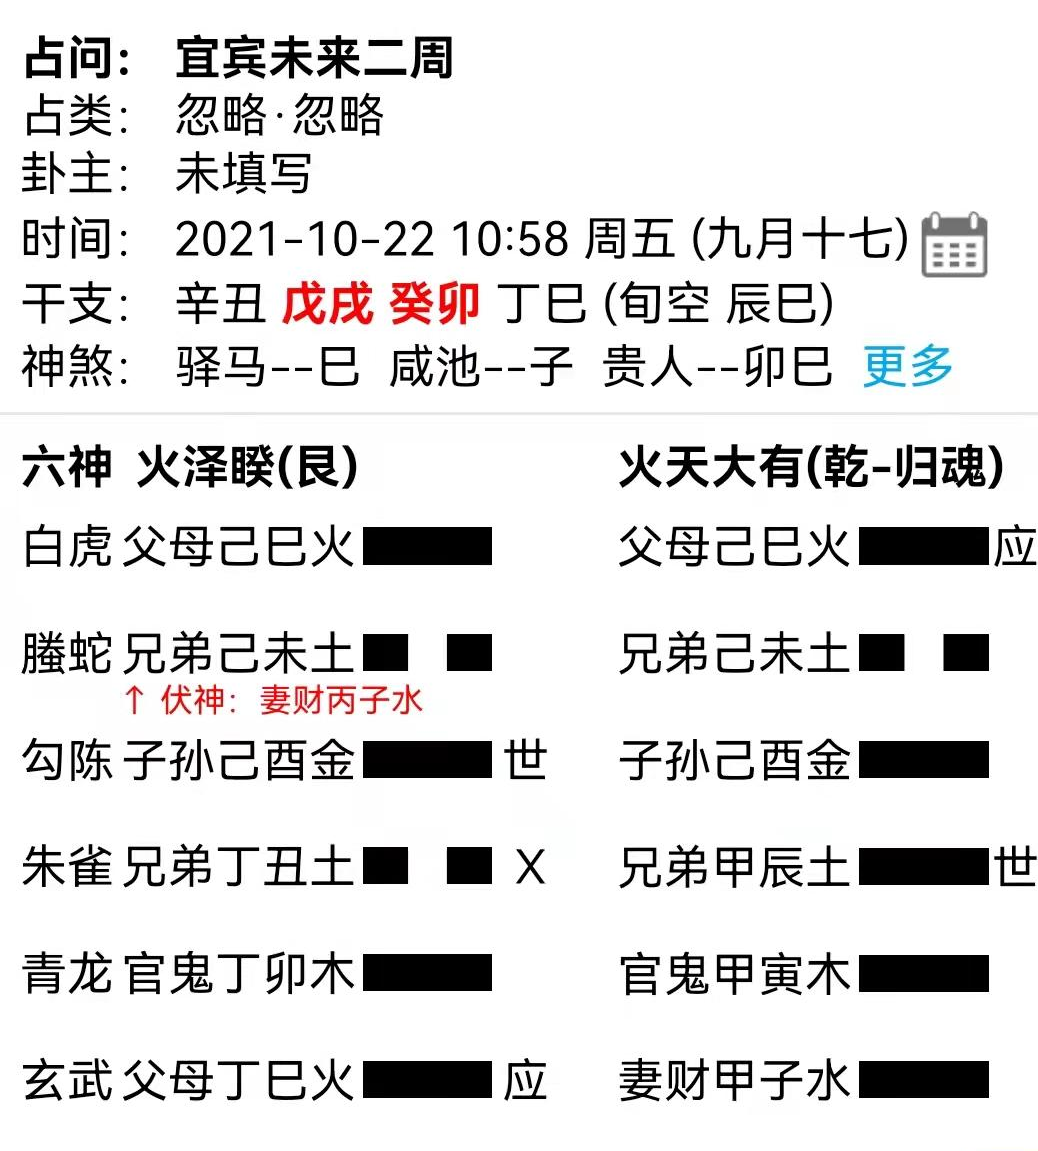 占问： 宜宾未来二周
占类： 忽略·忽略
卦主： 未填写
时间： 2021-10-22 10:58 周五 (九月十七)
干支： 辛丑 戊戌 癸卯 丁巳 (旬空 辰巳)
神煞： 驿马--巳 咸池--子 贵人--卯巳 更多
六神 火泽睽(艮) 火天大有(乾-归魂)
白虎 父母己巳火 父母己巳火 应
螣蛇 兄弟己未土 兄弟己未土
↑ 伏神：妻财丙子水
勾陈 子孙己酉金 世 子孙己酉金
朱雀 兄弟丁丑土 X 兄弟甲辰土 世
青龙 官鬼丁卯木 官鬼甲寅木
玄武 父母丁巳火 应 妻财甲子水